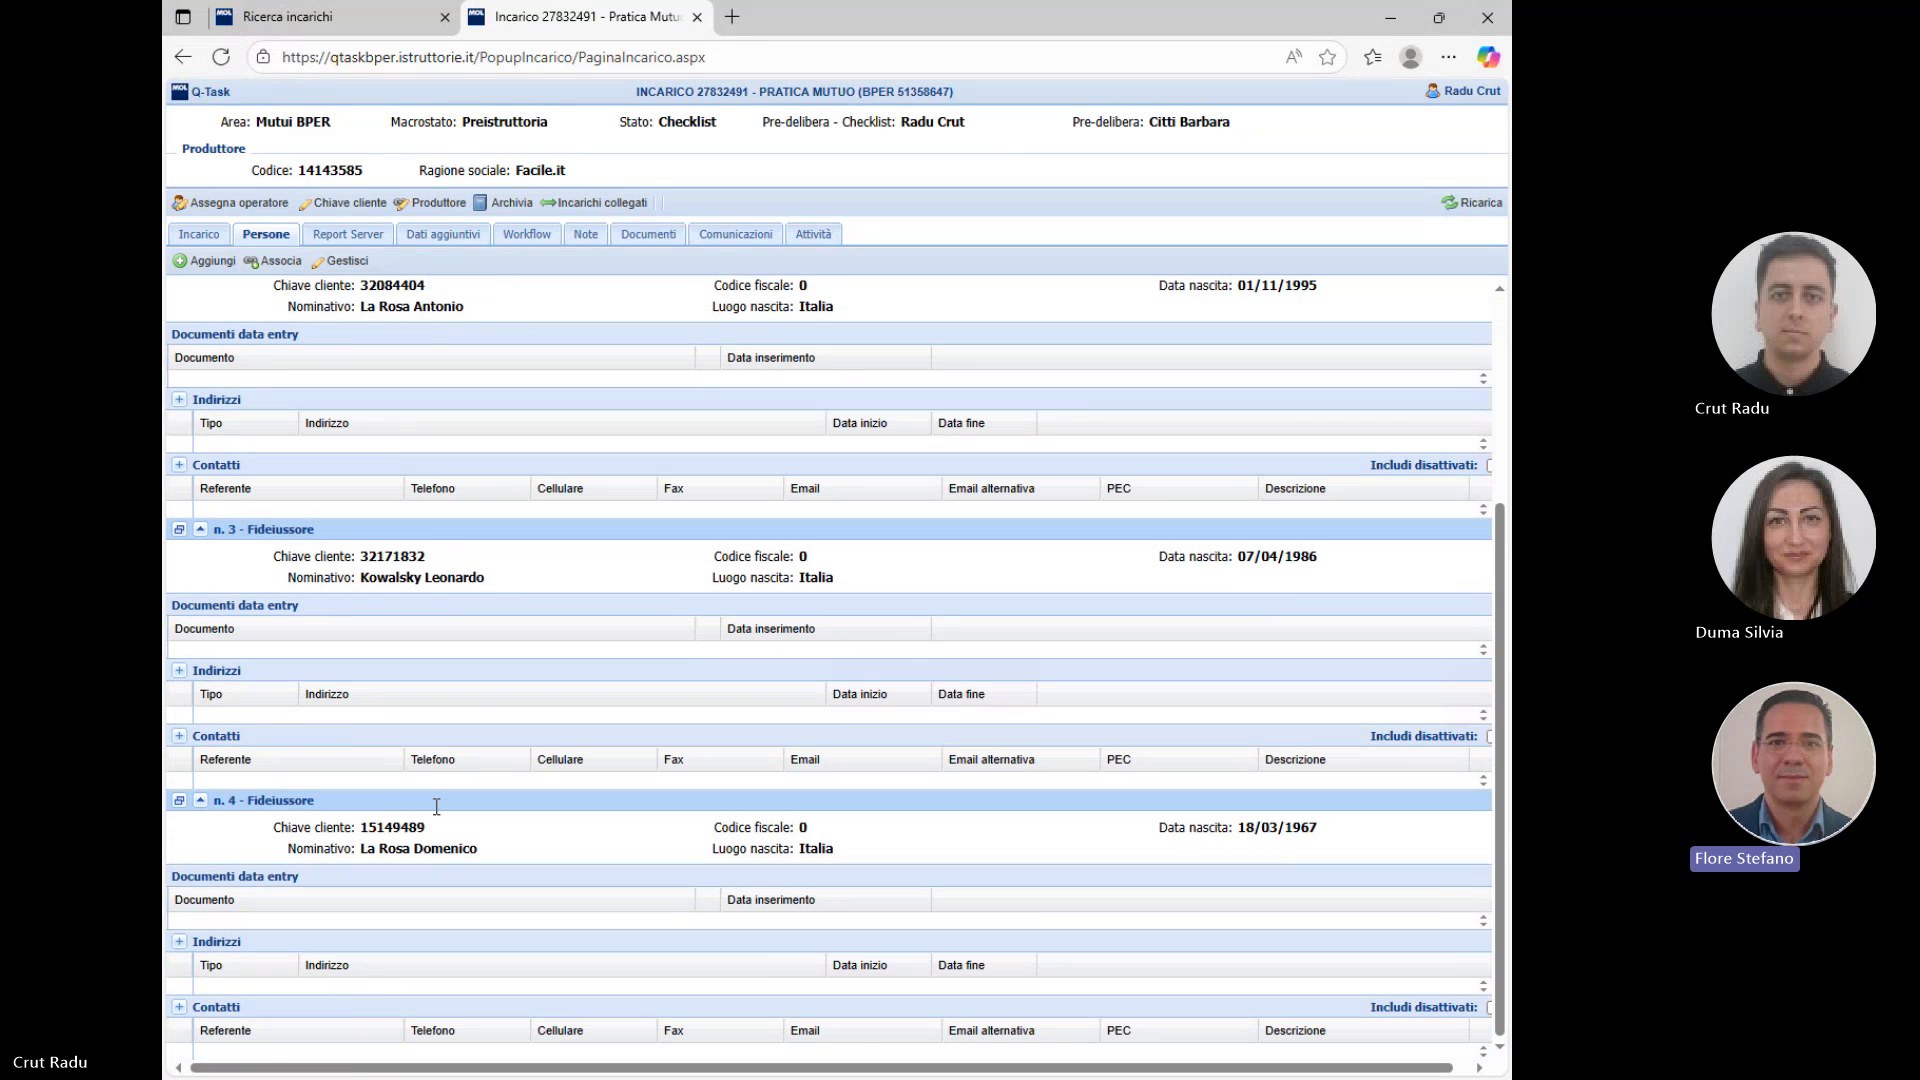 Ricerca incarichi
Incarico 27832491 - Pratica Mutu
https://qtaskbper.istruttorie.it/PopupIncarico/PaginaIncarico.aspx
MOL Q-Task
INCARICO 27832491 - PRATICA MUTUO (BPER 51358647)
Radu Crut
Area: Mutui BPER Macrostato: Preistruttoria Stato: Checklist Pre-delibera - Checklist: Radu Crut Pre-delibera: Citti Barbara
Produttore
Codice: 14143585 Ragione sociale: Facile.it
Assegna operatore Chiave cliente Produttore Archivia Incarichi collegati Ricarica
Incarico Persone Report Server Dati aggiuntivi Workflow Note Documenti Comunicazioni Attività
Aggiungi Associa Gestisci
Chiave cliente: 32084404 Codice fiscale: 0 Data nascita: 01/11/1995
Nominativo: La Rosa Antonio Luogo nascita: Italia
Documenti data entry
Documento Data inserimento
Indirizzi
Tipo Indirizzo Data inizio Data fine
Contatti Includi disattivati:
Referente Telefono Cellulare Fax Email Email alternativa PEC Descrizione
n. 3 - Fideiussore
Chiave cliente: 32171832 Codice fiscale: 0 Data nascita: 07/04/1986
Nominativo: Kowalsky Leonardo Luogo nascita: Italia
Documenti data entry
Documento Data inserimento
Indirizzi
Tipo Indirizzo Data inizio Data fine
Contatti Includi disattivati:
Referente Telefono Cellulare Fax Email Email alternativa PEC Descrizione
n. 4 - Fideiussore
Chiave cliente: 15149489 Codice fiscale: 0 Data nascita: 18/03/1967
Nominativo: La Rosa Domenico Luogo nascita: Italia
Documenti data entry
Documento Data inserimento
Indirizzi
Tipo Indirizzo Data inizio Data fine
Contatti Includi disattivati:
Referente Telefono Cellulare Fax Email Email alternativa PEC Descrizione
Crut Radu
Duma Silvia
Flore Stefano
Crut Radu